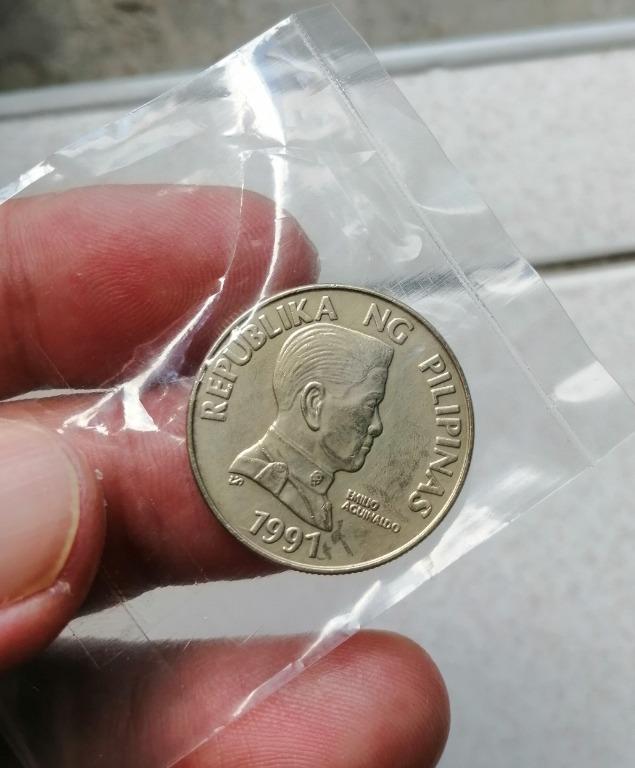 REPUBLIKA NG PILIPINAS
EMILIO
AGUINALDO
1991